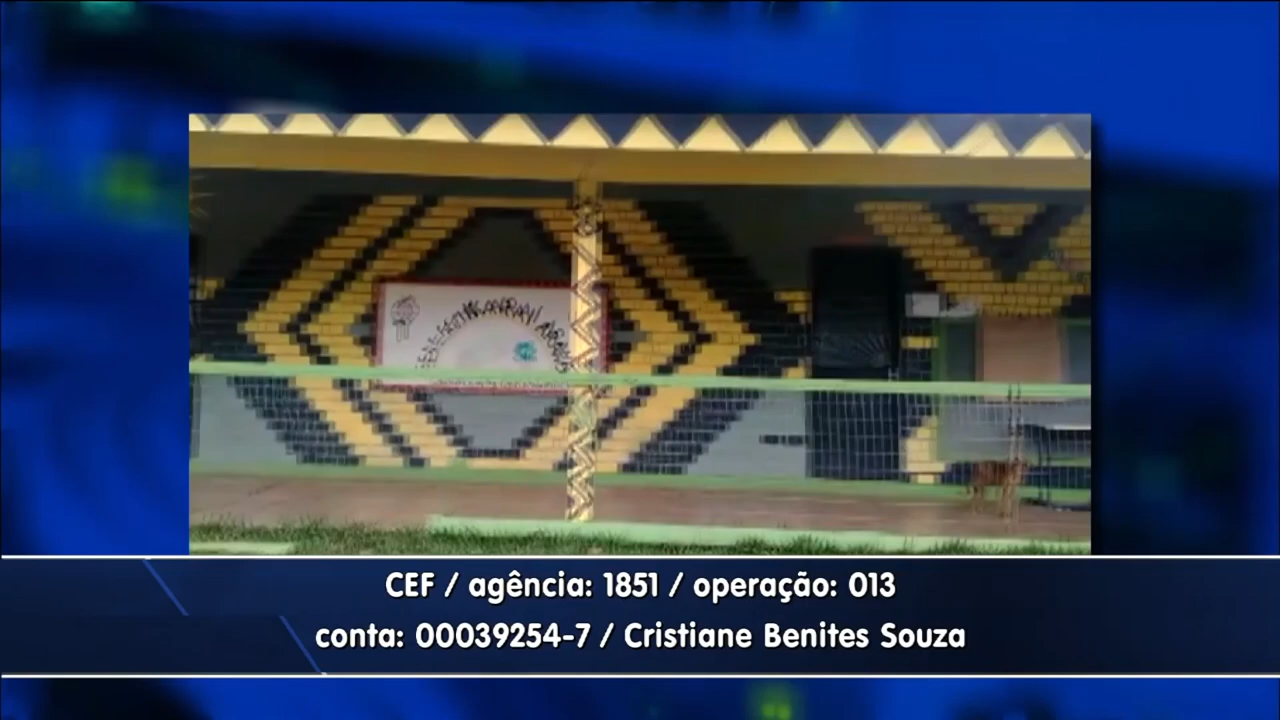 CEF / agência: 1851 / operação: 013
conta: 00039254-7 / Cristiane Benites Souza